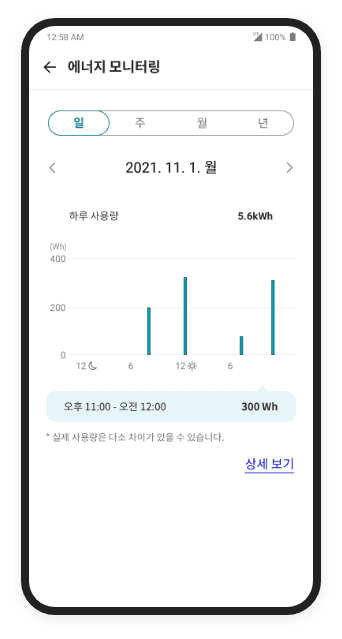 12:58 AM 100%
에너지 모니터링
일 주 월 년
2021. 11. 1. 월
하루 사용량 5.6kWh
(Wh)
400
200
0
12 6 12 6
오후 11:00 - 오전 12:00 300 Wh
* 실제 사용량은 다소 차이가 있을 수 있습니다.
상세 보기